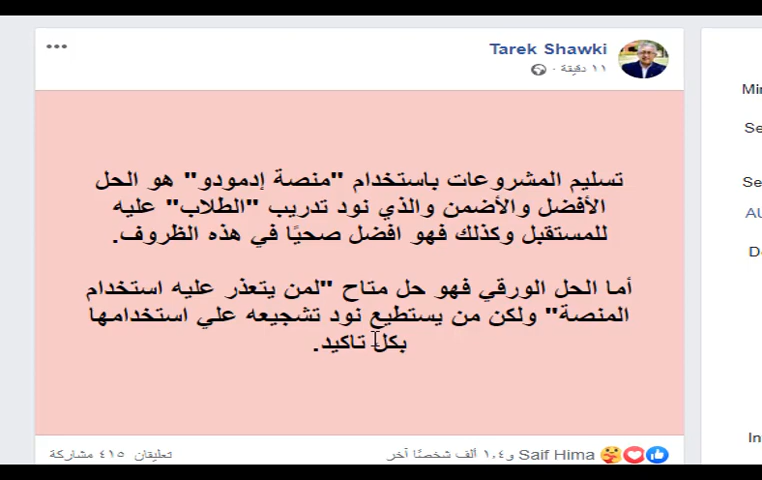 Tarek Shawki
١١ دقيقة ·
تسليم المشروعات باستخدام "منصة إدمودو" هو الحل
الأفضل والأضمن والذي نود تدريب "الطلاب" عليه
للمستقبل وكذلك فهو افضل صحيًا في هذه الظروف.
أما الحل الورقي فهو حل متاح "لمن يتعذر عليه استخدام
المنصة" ولكن من يستطيع نود تشجيعه علي استخدامها
بكل تاكيد.
Saif Hima و١٫٤ ألف شخصًا آخر
تعليقان ٤١٥ مشاركة